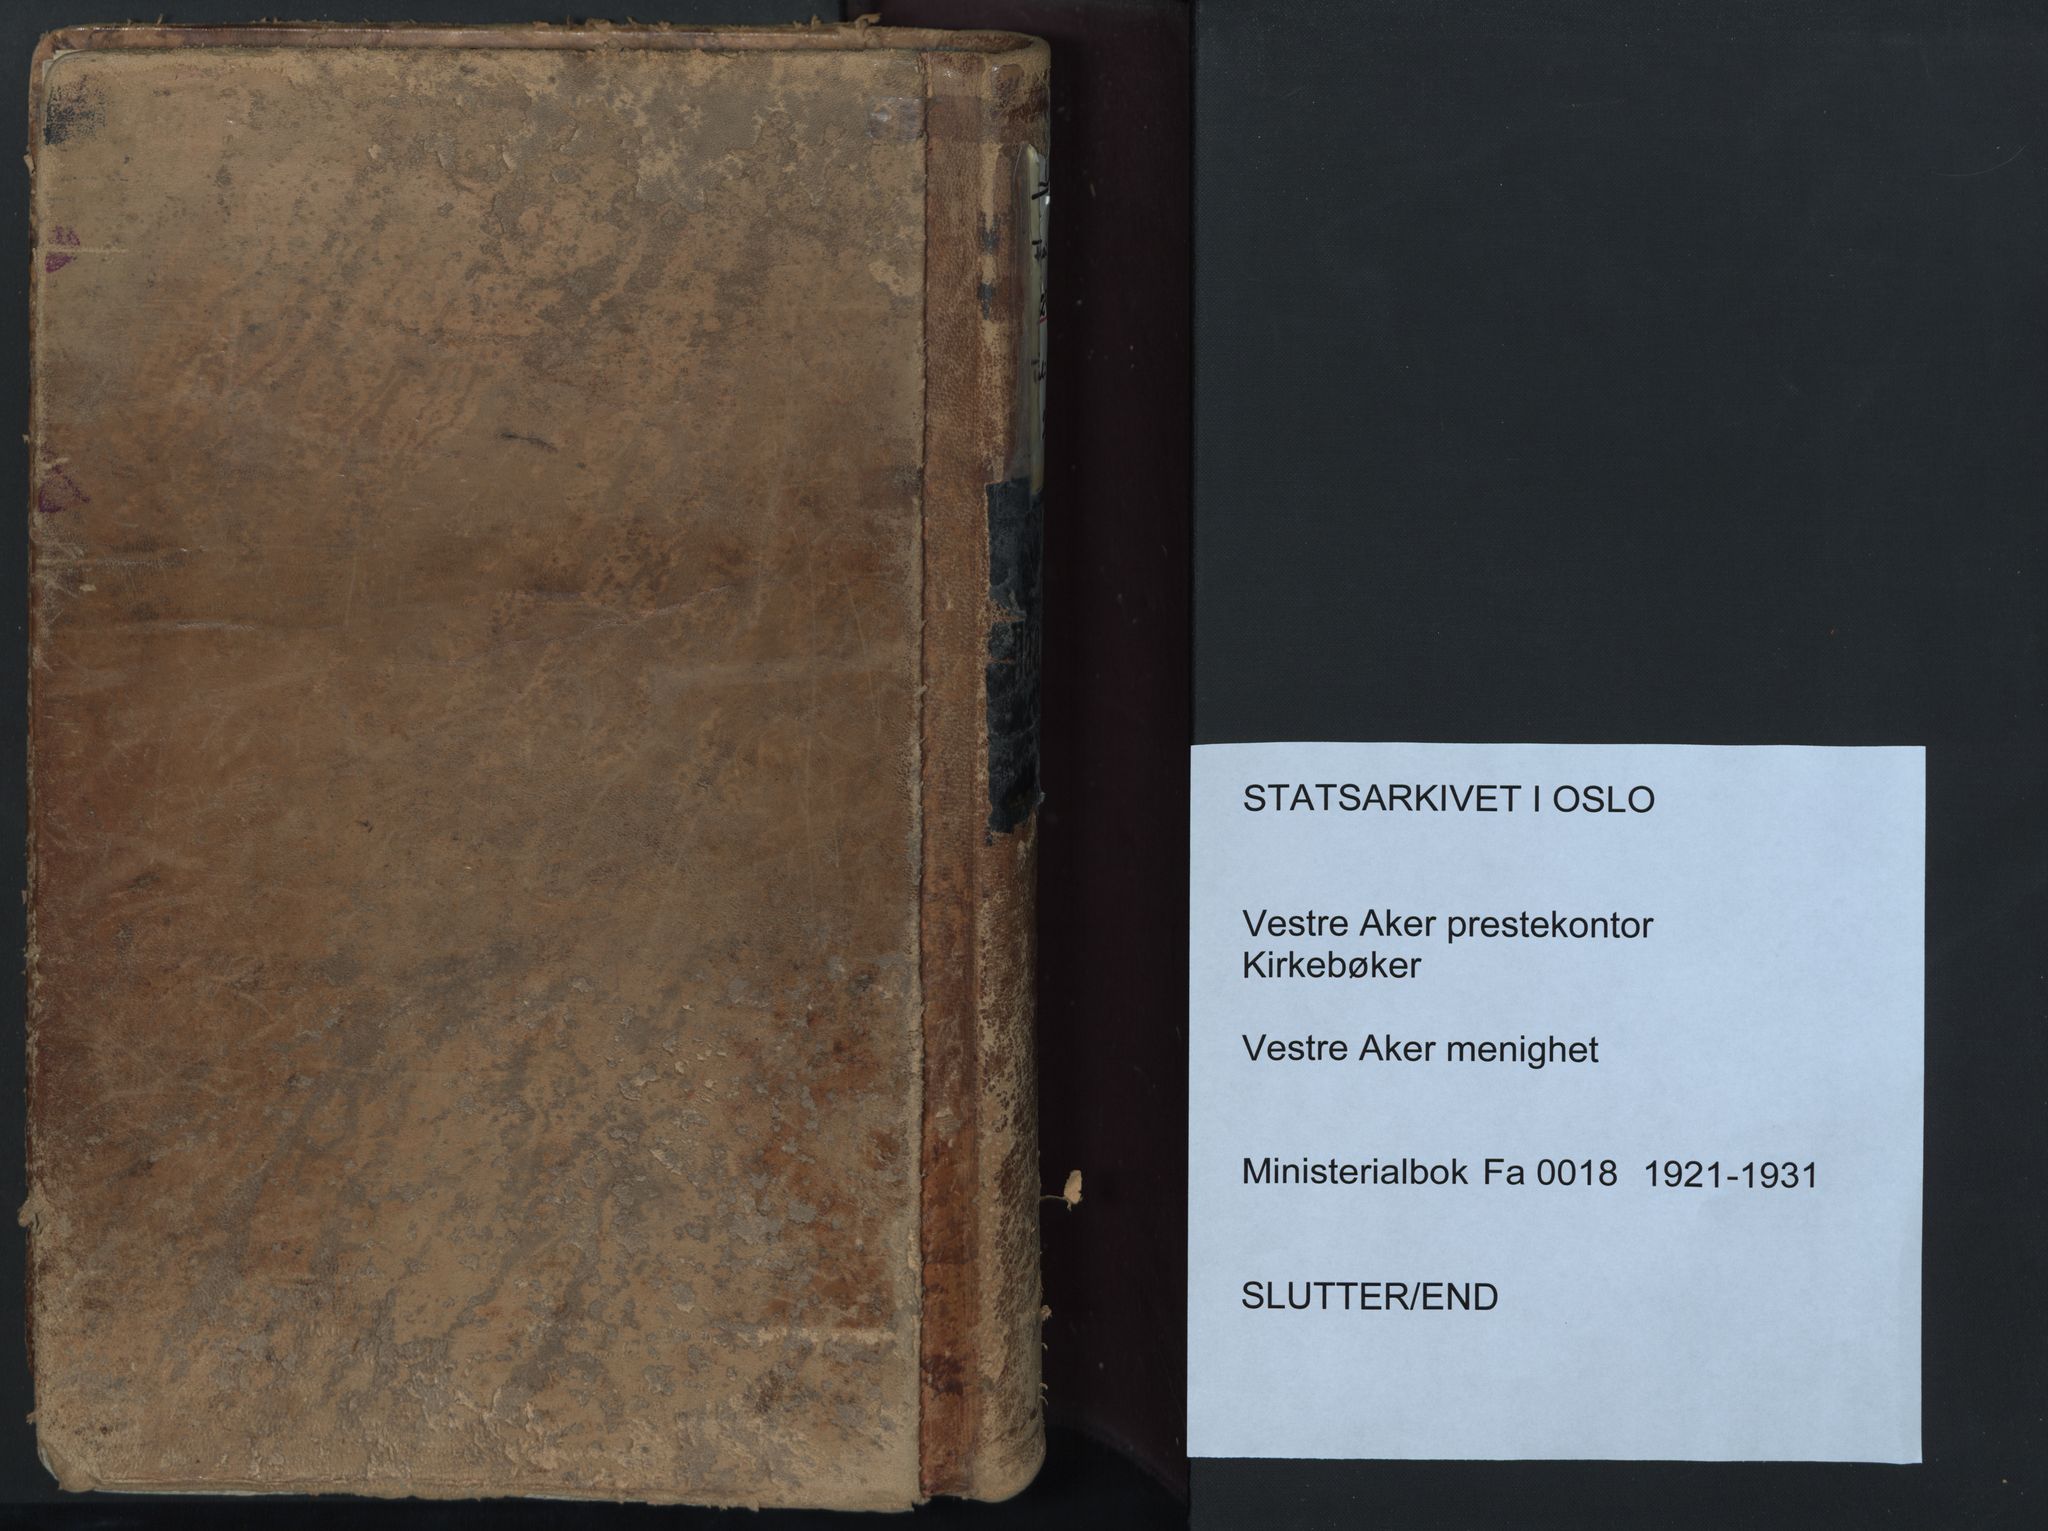 STATSARKIVET I OSLO
Vestre Aker prestekontor
Kirkebøker
Vestre Aker menighet
Ministerialbok Fa 0018 1921-1931
SLUTTER/END